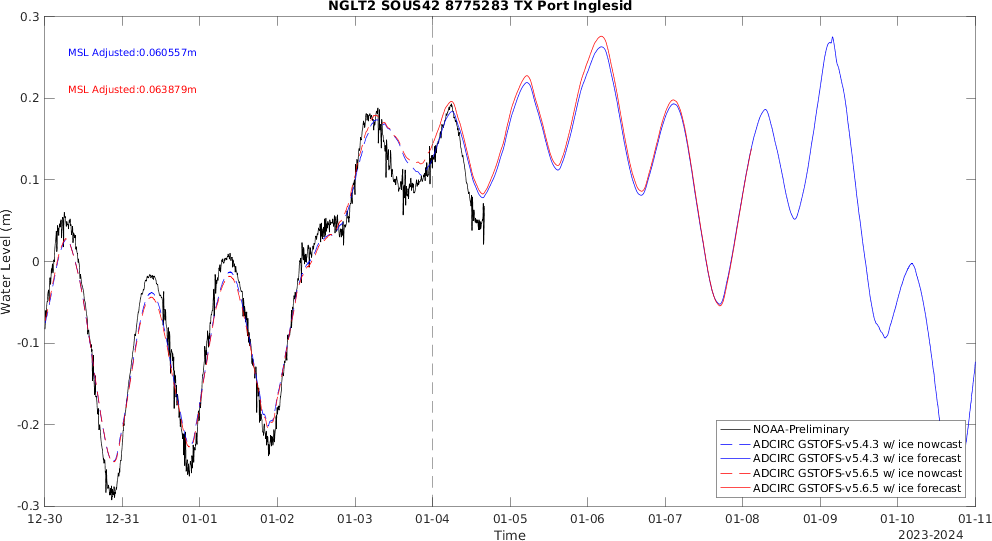 NGLT2 SOUS42 8775283 TX Port Inglesid
MSL Adjusted:0.060557m
MSL Adjusted:0.063879m
Water Level (m)
0.3
0.2
0.1
0
-0.1
-0.2
-0.3
NOAA-Preliminary
ADCIRC GSTOFS-v5.4.3 w/ ice nowcast
ADCIRC GSTOFS-v5.4.3 w/ ice forecast
ADCIRC GSTOFS-v5.6.5 w/ ice nowcast
ADCIRC GSTOFS-v5.6.5 w/ ice forecast
12-30 12-31 01-01 01-02 01-03 01-04 01-05 01-06 01-07 01-08 01-09 01-10 01-11
Time
2023-2024